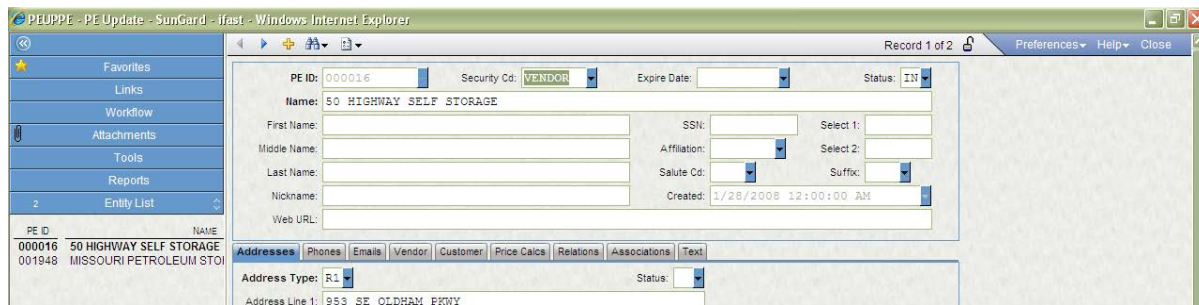 PEUPPE - PE Update - SunGard - ifast - Windows Internet Explorer
Record 1 of 2 Preferences Help Close
Favorites
Links
Workflow
Attachments
Tools
Reports
2 Entity List
PE ID NAME
000016 50 HIGHWAY SELF STORAGE
001948 MISSOURI PETROLEUM STO
PE ID: 000016 Security Cd: VENDOR Expire Date: Status: IN
Name: 50 HIGHWAY SELF STORAGE
First Name: SSN: Select 1:
Middle Name: Affiliation: Select 2:
Last Name: Salute Cd: Suffix:
Nickname: Created: 1/28/2008 12:00:00 AM
Web URL:
Addresses Phones Emails Vendor Customer Price Calcs Relations Associations Text
Address Type: R1 Status:
Address Line 1: 953 SE OLDHAM PKWY